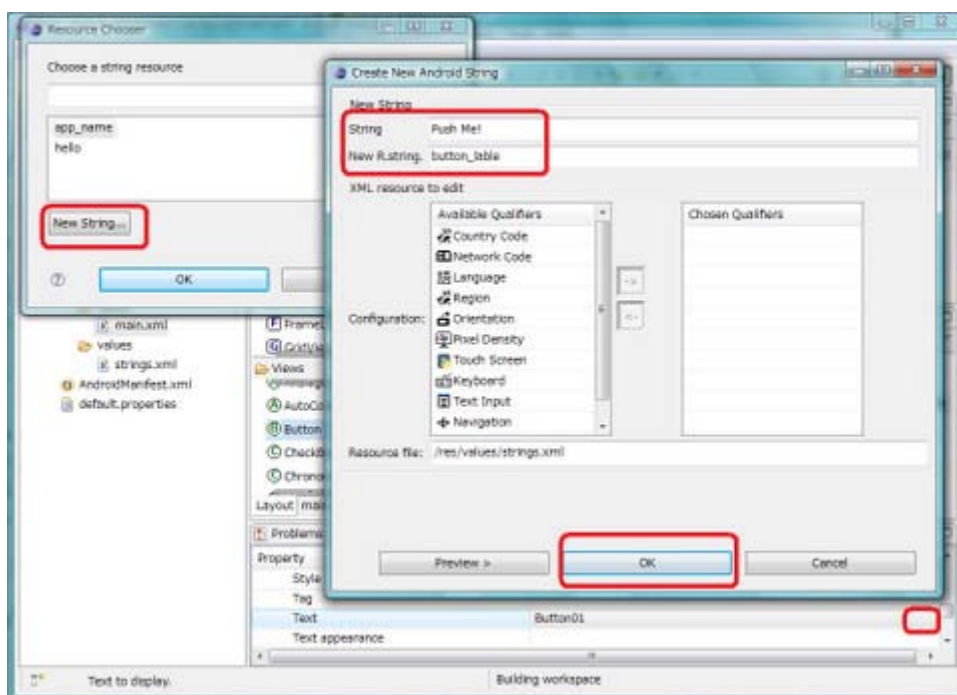 Resource Chooser
Choose a string resource
app_name
hello
New String...
OK
Create New Android String
New String
String Push Me!
New R.string. button_lable
XML resource to edit
Configuration:
Available Qualifiers
Country Code
Network Code
Language
Region
Orientation
Pixel Density
Touch Screen
Keyboard
Text Input
Navigation
->
<-
Chosen Qualifiers
Resource file: /res/values/strings.xml
Preview >
OK
Cancel
main.xml
values
strings.xml
AndroidManifest.xml
default.properties
Views
AutoCo
Button
CheckB
Chrono
Layout
Problems
Property
Style
Tag
Text Button01
Text appearance
Text to display.
Building workspace